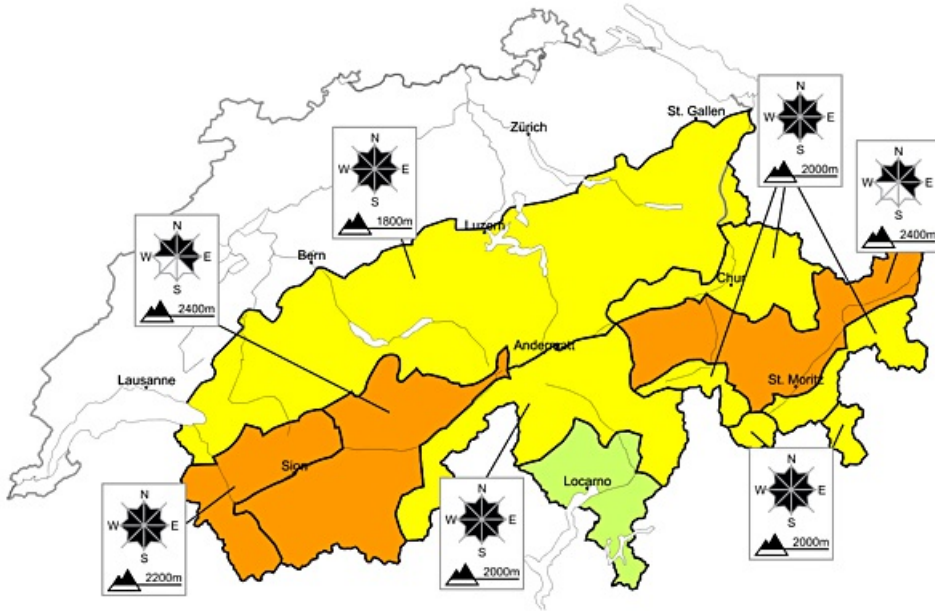 St. Gallen
Zürich
N
W E
S
2000m
N
W E
S
1800m
N
W E
S
2400m
Luzern
N
W E
S
2400m
Bern
Chur
Andermatt
Lausanne
St. Moritz
Sion
Locarno
N
W E
S
2200m
N
W E
S
2000m
N
W E
S
2000m